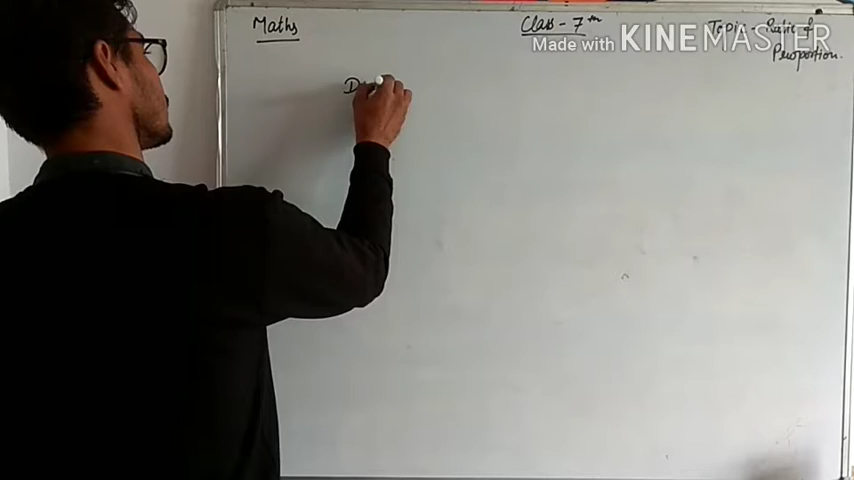 Maths
Class - 7th
Topic - Ratio &
Proportion.
Made with KINEMASTER
D